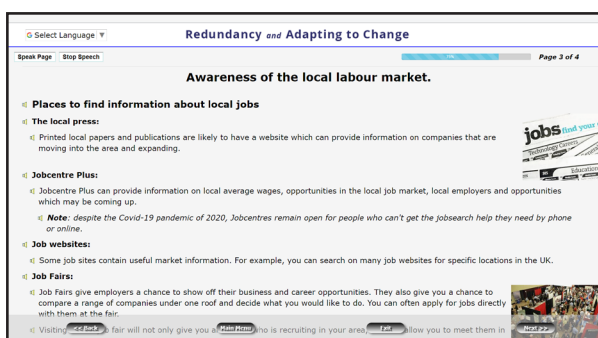 G Select Language ▼
Redundancy and Adapting to Change
Speak Page Stop Speech
Page 3 of 4
Awareness of the local labour market.
Places to find information about local jobs
The local press:
Printed local papers and publications are likely to have a website which can provide information on companies that are
moving into the area and expanding.
jobs find your
Technology Careers
Education
Jobcentre Plus:
Jobcentre Plus can provide information on local average wages, opportunities in the local job market, local employers and opportunities
which may be coming up.
Note: despite the Covid-19 pandemic of 2020, Jobcentres remain open for people who can't get the jobsearch help they need by phone
or online.
Job websites:
Some job sites contain useful market information. For example, you can search on many job websites for specific locations in the UK.
Job Fairs:
Job Fairs give employers a chance to show off their business and career opportunities. They also give you a chance to
compare a range of companies under one roof and decide what you would like to do. You can often apply for jobs directly
with them at the fair.
Visiting fair will not only give you who is recruiting in your area, allow you to meet them in
<< Back Main Menu Exit Next >>